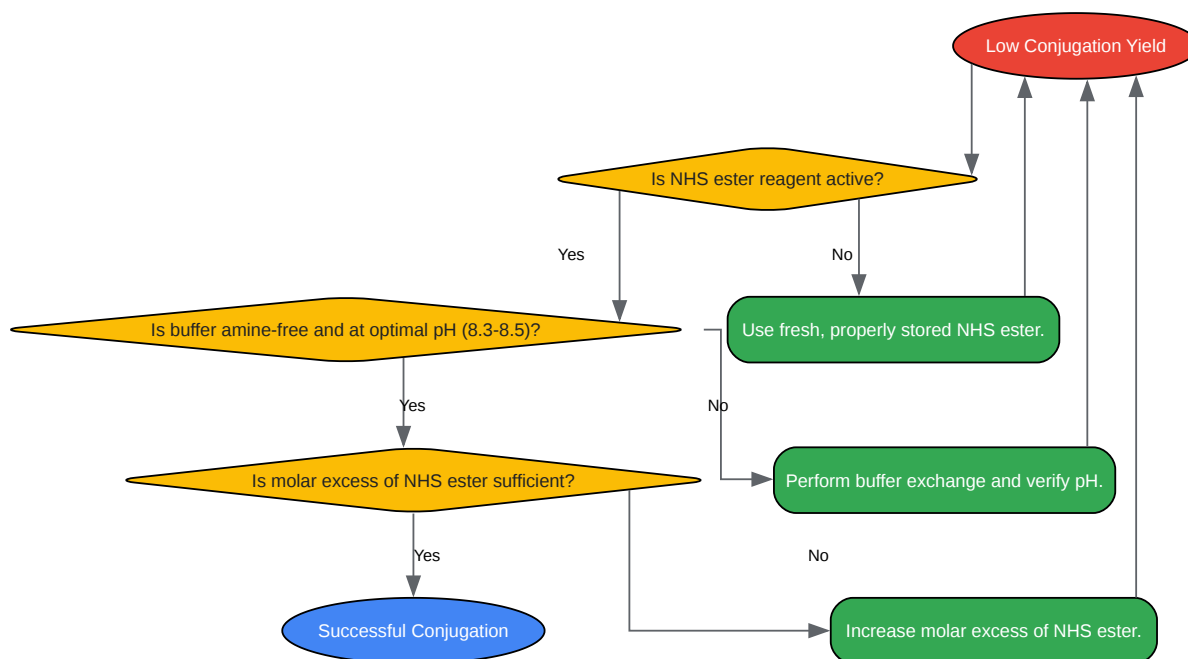 Low Conjugation Yield
Is NHS ester reagent active?
Yes
No
Is buffer amine-free and at optimal pH (8.3-8.5)?
Use fresh, properly stored NHS ester.
Yes
No
Is molar excess of NHS ester sufficient?
Perform buffer exchange and verify pH.
Yes
No
Successful Conjugation
Increase molar excess of NHS ester.